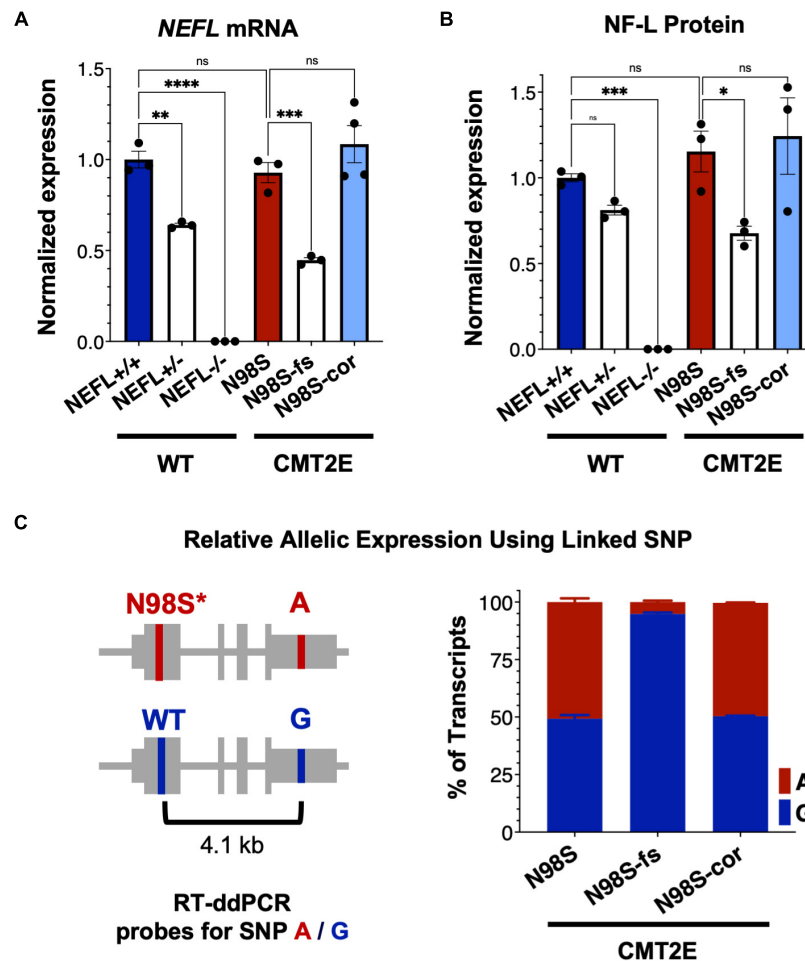 A
NEFL mRNA
Normalized expression
1.5
1.0
0.5
0.0
ns
ns
****
**
***
NEFL+/+
NEFL+/-
NEFL-/-
N98S
N98S-fs
N98S-cor
WT
CMT2E
B
NF-L Protein
Normalized expression
1.5
1.0
0.5
0.0
ns
ns
***
*
ns
NEFL+/+
NEFL+/-
NEFL-/-
N98S
N98S-fs
N98S-cor
WT
CMT2E
C
Relative Allelic Expression Using Linked SNP
N98S*
A
WT
G
4.1 kb
RT-ddPCR
probes for SNP A / G
% of Transcripts
100
75
50
25
0
A
G
N98S
N98S-fs
N98S-cor
CMT2E